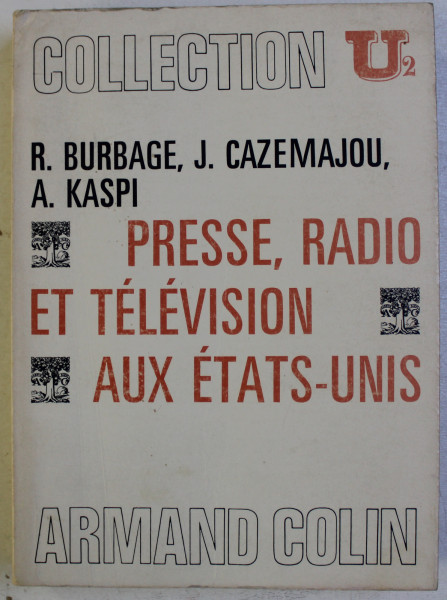 COLLECTION U2
R. BURBAGE, J. CAZEMAJOU,
A. KASPI
PRESSE, RADIO
ET TÉLÉVISION
AUX ÉTATS-UNIS
ARMAND COLIN